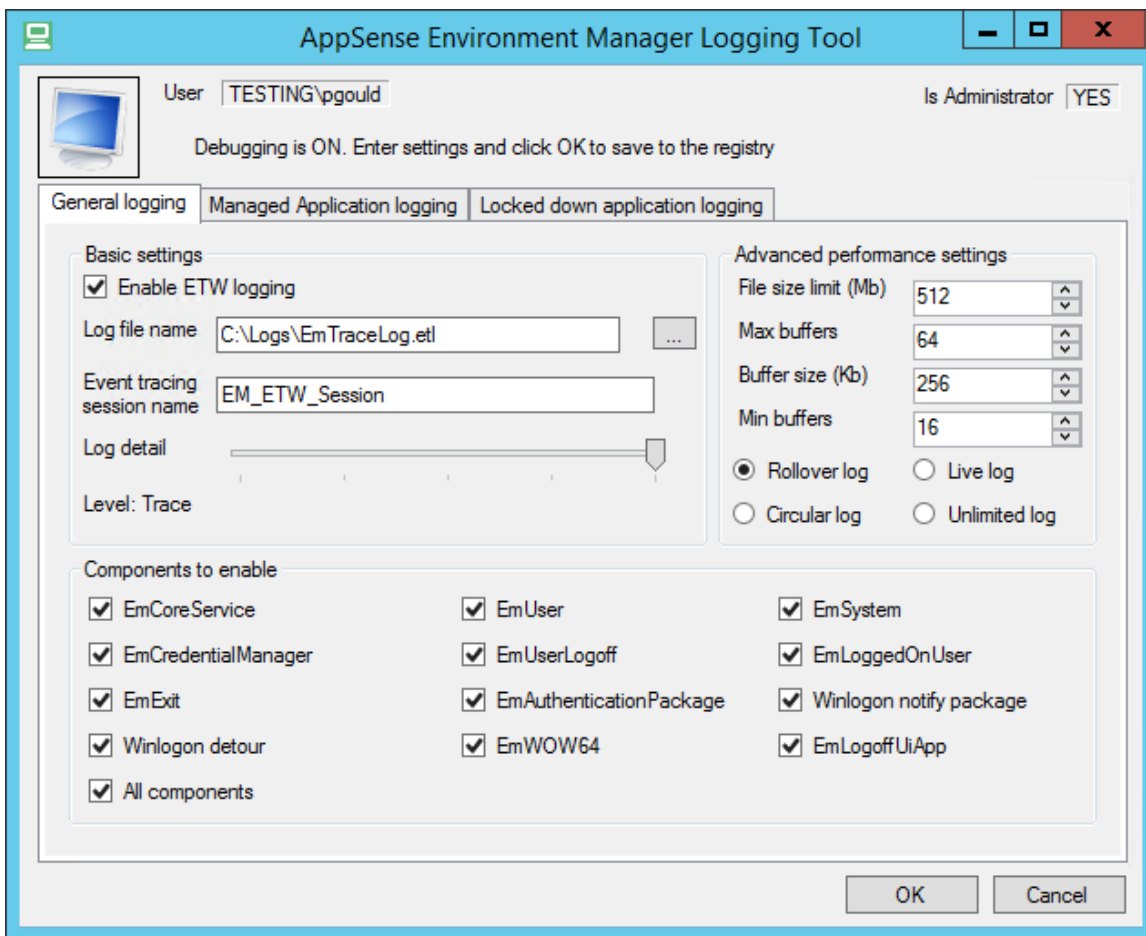 AppSense Environment Manager Logging Tool
User TESTING\pgould Is Administrator YES
Debugging is ON. Enter settings and click OK to save to the registry
General logging Managed Application logging Locked down application logging
Basic settings
Enable ETW logging
Log file name C:\Logs\EmTraceLog.etl ...
Event tracing
session name EM_ETW_Session
Log detail
Level: Trace
Advanced performance settings
File size limit (Mb) 512
Max buffers 64
Buffer size (Kb) 256
Min buffers 16
Rollover log Live log
Circular log Unlimited log
Components to enable
EmCoreService EmUser EmSystem
EmCredentialManager EmUserLogoff EmLoggedOnUser
EmExit EmAuthenticationPackage Winlogon notify package
Winlogon detour EmWOW64 EmLogoffUiApp
All components
OK Cancel